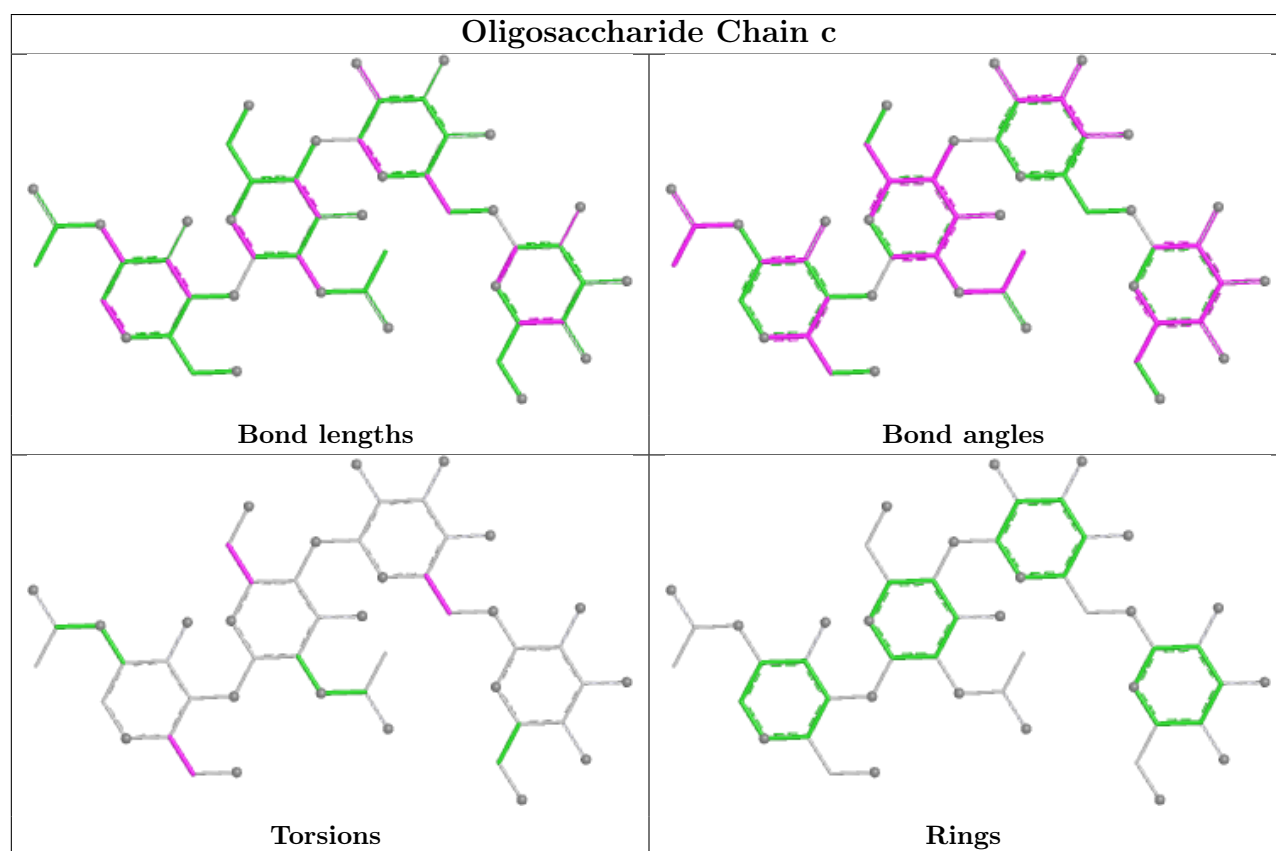 Oligosaccharide Chain c
Bond lengths
Bond angles
Torsions
Rings